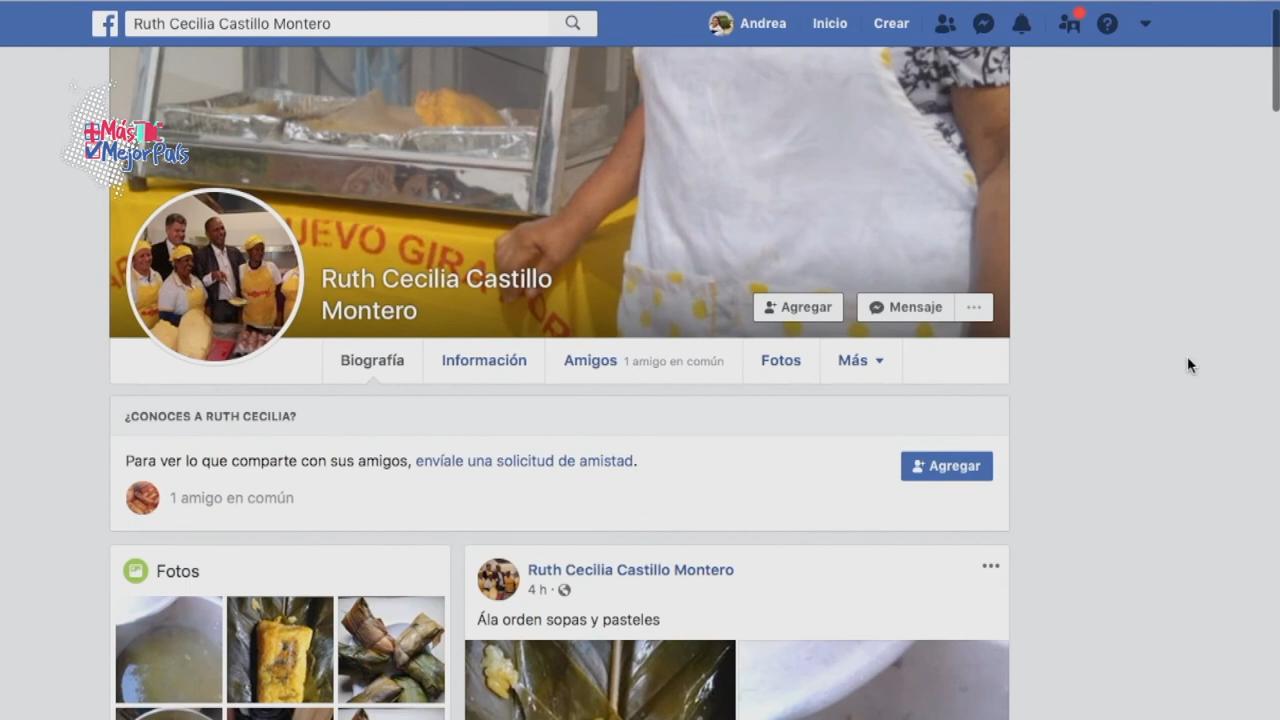 Ruth Cecilia Castillo Montero
Andrea
Inicio
Crear
+Más
MejorPaís
UEVO GIRA
Ruth Cecilia Castillo
Montero
Agregar
Mensaje
Biografía
Información
Amigos 1 amigo en común
Fotos
Más
¿CONOCES A RUTH CECILIA?
Para ver lo que comparte con sus amigos, envíale una solicitud de amistad.
Agregar
1 amigo en común
Fotos
Ruth Cecilia Castillo Montero
4 h ·
Ála orden sopas y pasteles